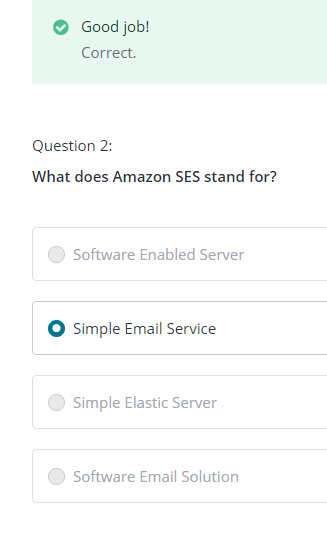 Good job!
Correct.
Question 2:
What does Amazon SES stand for?
Software Enabled Server
Simple Email Service
Simple Elastic Server
Software Email Solution